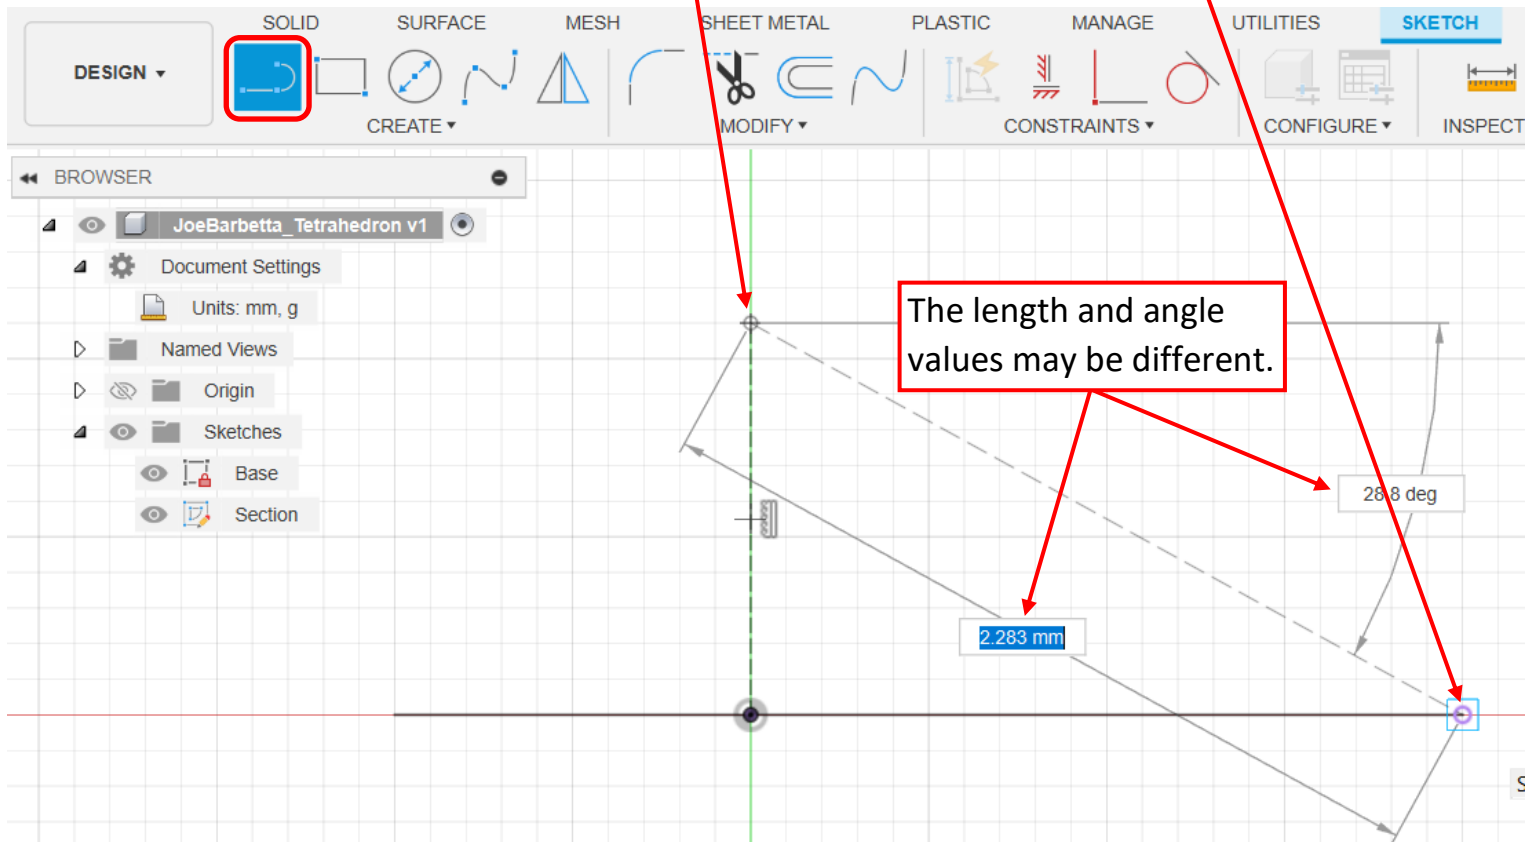 SOLID SURFACE MESH SHEET METAL PLASTIC MANAGE UTILITIES SKETCH
DESIGN
CREATE MODIFY CONSTRAINTS CONFIGURE INSPECT
BROWSER
JoeBarbetta_Tetrahedron v1
Document Settings
Units: mm, g
Named Views
Origin
Sketches
Base
Section
The length and angle
values may be different.
28.8 deg
2.283 mm
S